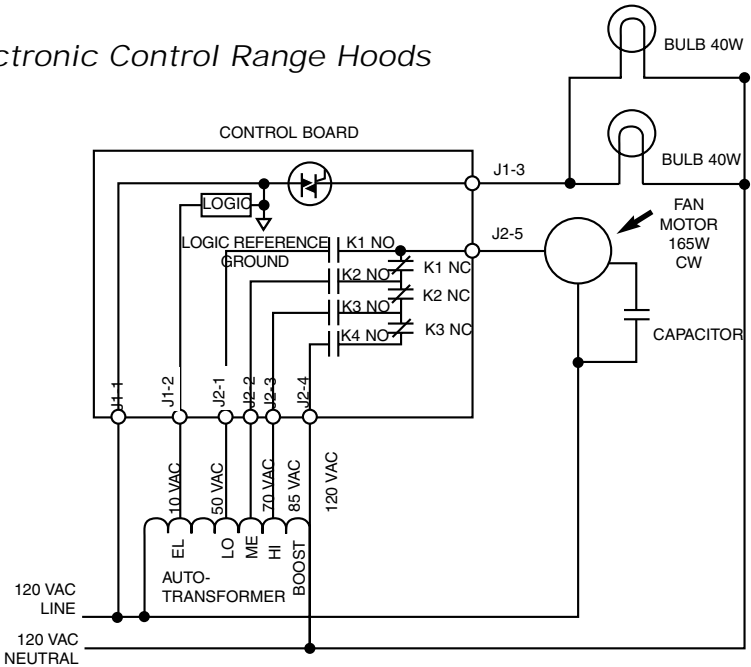 ctronic Control Range Hoods
BULB 40W
CONTROL BOARD
J1-3
BULB 40W
LOGIC
FAN
MOTOR
165W
CW
LOGIC REFERENCE
GROUND
K1 NO
J2-5
K1 NC
K2 NO
K2 NC
K3 NO
K3 NC
K4 NO
CAPACITOR
J1-1
J1-2
J2-1
J2-2
J2-3
J2-4
10 VAC
50 VAC
70 VAC
85 VAC
120 VAC
EL
LO
ME
HI
BOOST
AUTO-
TRANSFORMER
120 VAC
LINE
120 VAC
NEUTRAL